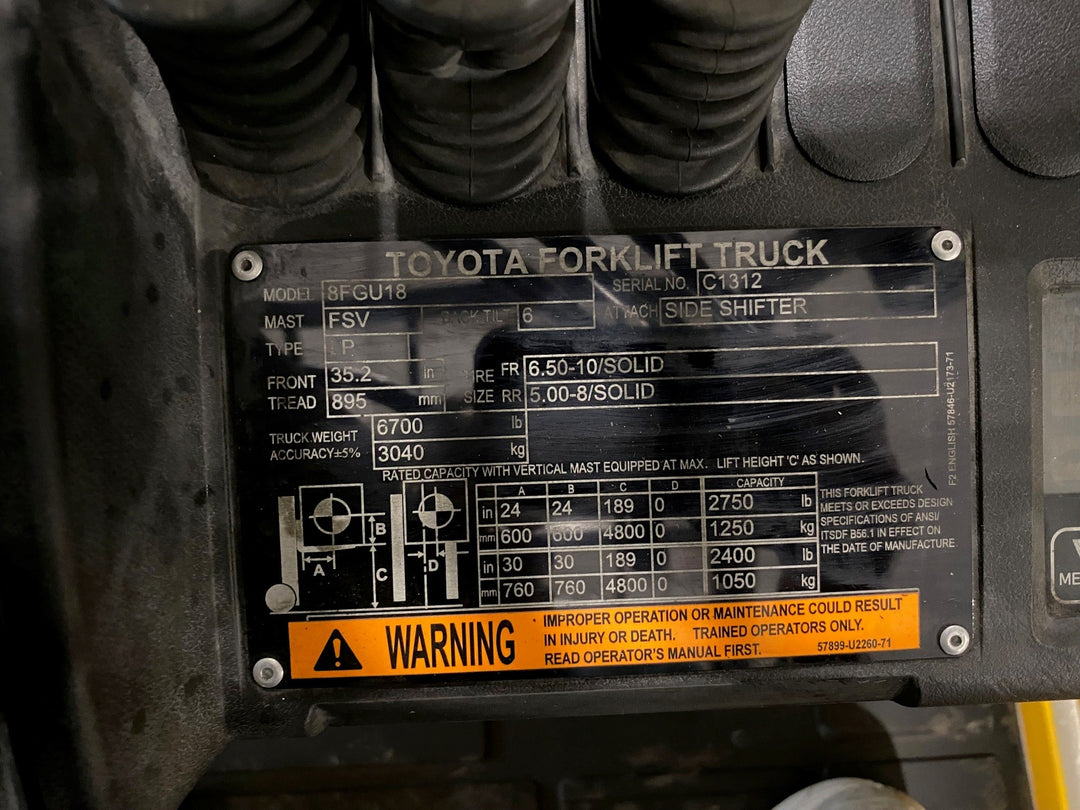 TOYOTA FORKLIFT TRUCK
MODEL 8FGU18 SERIAL NO. C1312
MAST FSV BACK TILT 6 ATTACH SIDE SHIFTER
TYPE LP
FRONT TREAD 35.2 in 895 mm
TIRE SIZE FR 6.50-10/SOLID
RR 5.00-8/SOLID
TRUCK WEIGHT 6700 lb
ACCURACY±5% 3040 kg
RATED CAPACITY WITH VERTICAL MAST EQUIPPED AT MAX. LIFT HEIGHT 'C' AS SHOWN.
A B C D CAPACITY
in 24 24 189 0 2750 lb
mm 600 600 4800 0 1250 kg
in 30 30 189 0 2400 lb
mm 760 760 4800 0 1050 kg
A B C D
THIS FORKLIFT TRUCK
MEETS OR EXCEEDS DESIGN
SPECIFICATIONS OF ANSI/
ITSDF B56.1 IN EFFECT ON
THE DATE OF MANUFACTURE
F2 ENGLISH 57846-U2173-71
WARNING
IMPROPER OPERATION OR MAINTENANCE COULD RESULT
IN INJURY OR DEATH. TRAINED OPERATORS ONLY.
READ OPERATOR'S MANUAL FIRST. 57899-U2260-71